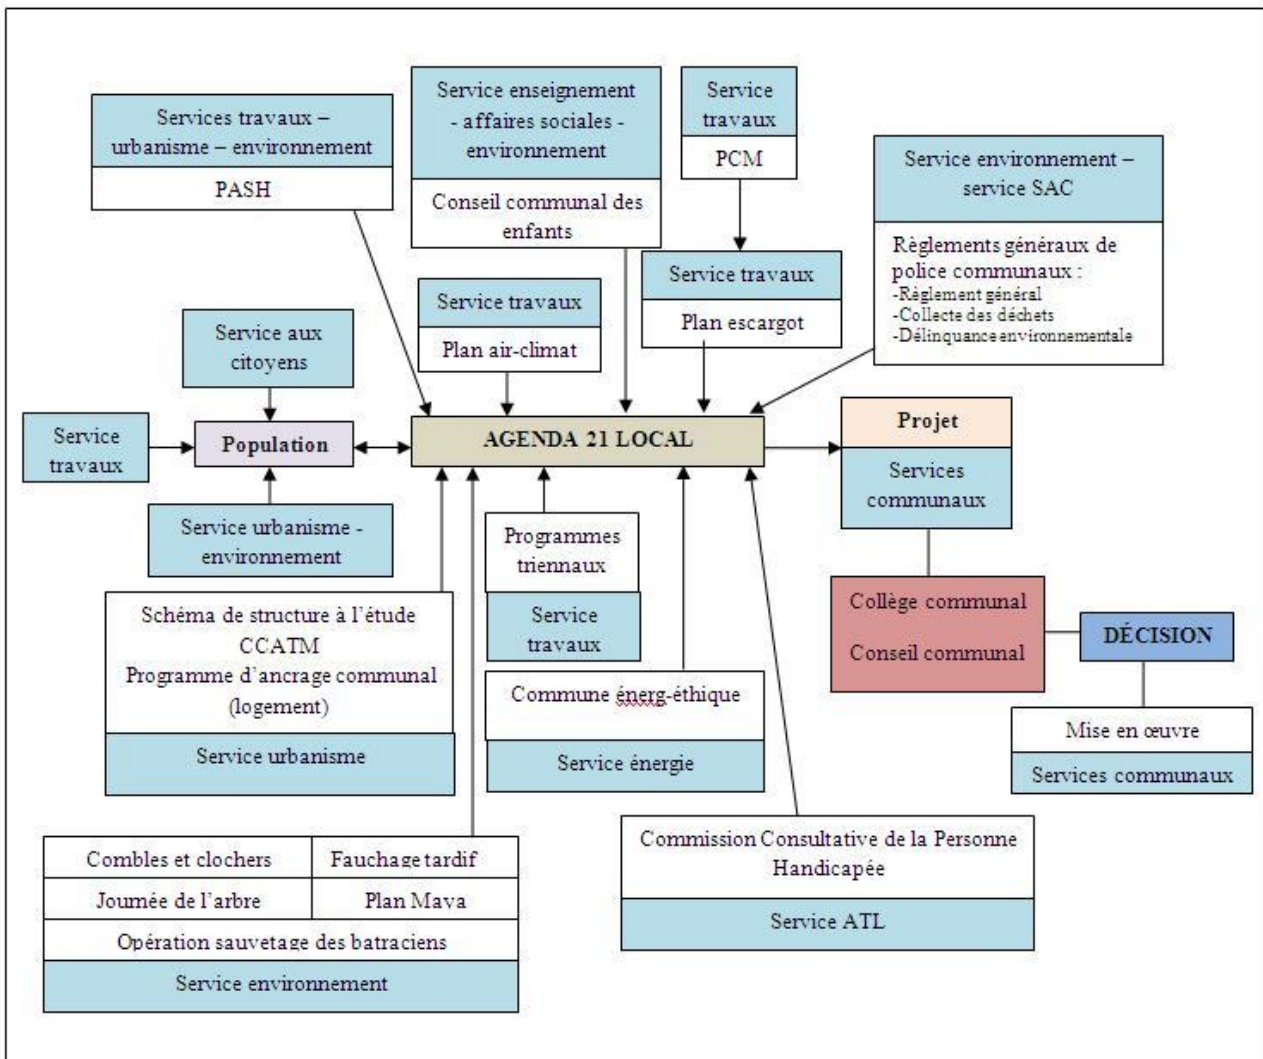 Services travaux –
urbanisme – environnement
PASH
Service enseignement
- affaires sociales -
environnement
Conseil communal des
enfants
Service
travaux
PCM
Service environnement –
service SAC
Règlements généraux de
police communaux :
-Règlement général
-Collecte des déchets
-Délinquance environnementale
Service travaux
Plan air-climat
Service travaux
Plan escargot
Service aux
citoyens
Service
travaux
Population
AGENDA 21 LOCAL
Projet
Services
communaux
Service urbanisme -
environnement
Programmes
triennaux
Service
travaux
Schéma de structure à l’étude
CCATM
Programme d’ancrage communal
(logement)
Service urbanisme
Commune énerg-éthique
Service énergie
Collège communal
Conseil communal
DÉCISION
Mise en œuvre
Services communaux
Combles et clochers
Fauchage tardif
Journée de l’arbre
Plan Maya
Opération sauvetage des batraciens
Service environnement
Commission Consultative de la Personne
Handicapée
Service ATL